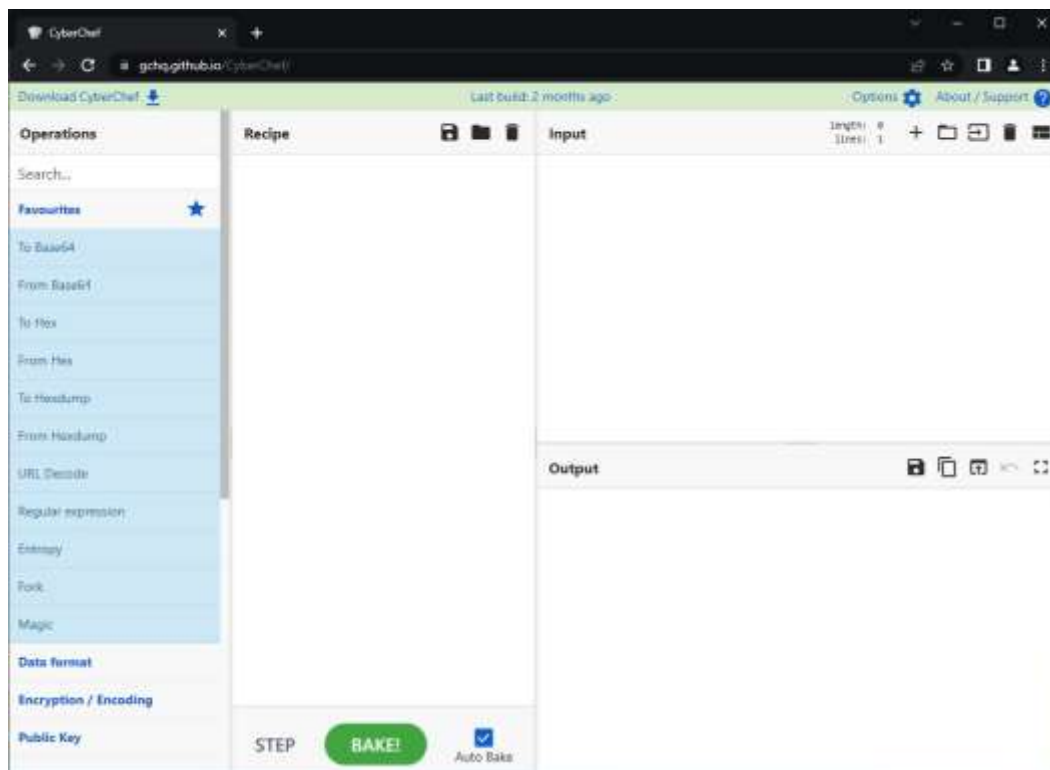 CyberChef
gchq.github.io/CyberChef/
Download CyberChef
Last build: 2 months ago
Options
About / Support
Operations
Recipe
Input
length: 0
lines: 1
Search...
Favourites
To Base64
From Base64
To Hex
From Hex
To Hexdump
From Hexdump
URL Decode
Regular expression
Entropy
Fork
Magic
Data format
Encryption / Encoding
Public Key
Output
STEP
BAKE!
Auto Bake